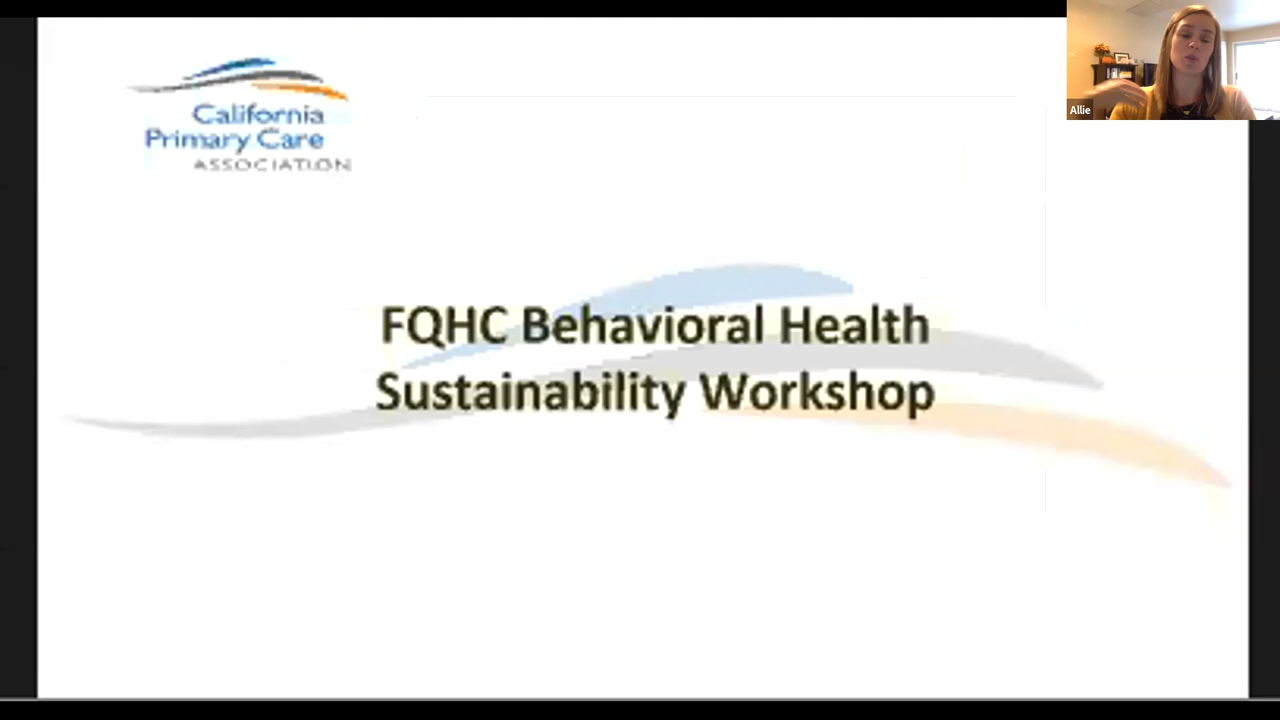 California
Primary Care
ASSOCIATION
Allie
FQHC Behavioral Health
Sustainability Workshop